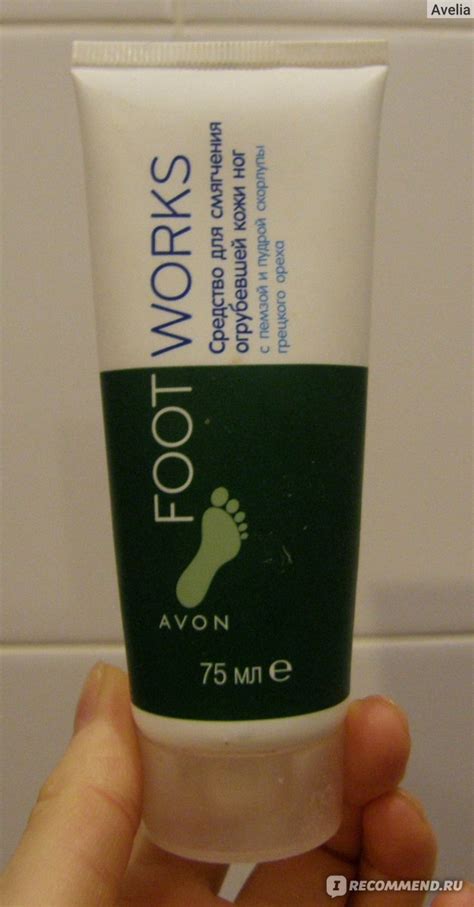 Avelia
FOOT WORKS
Средство для смягчения
огрубевшей кожи ног
с пемзой и пудрой скорлупы
грецкого ореха
AVON
75 мл e
I RECOMMEND.RU